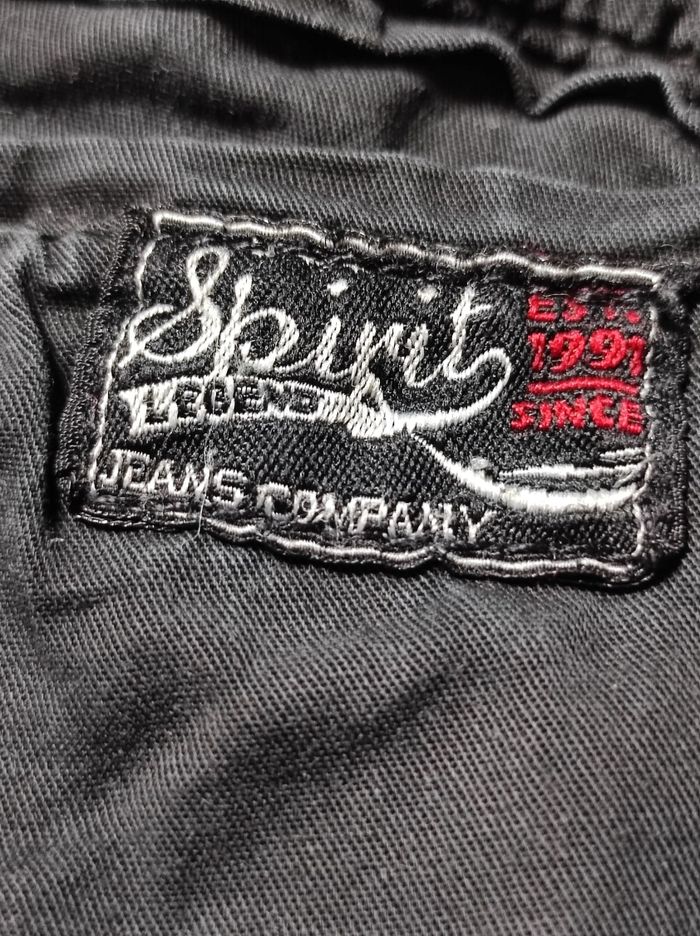 Spirit
LEGEND
JEANS COMPANY
EST.
1991
SINCE